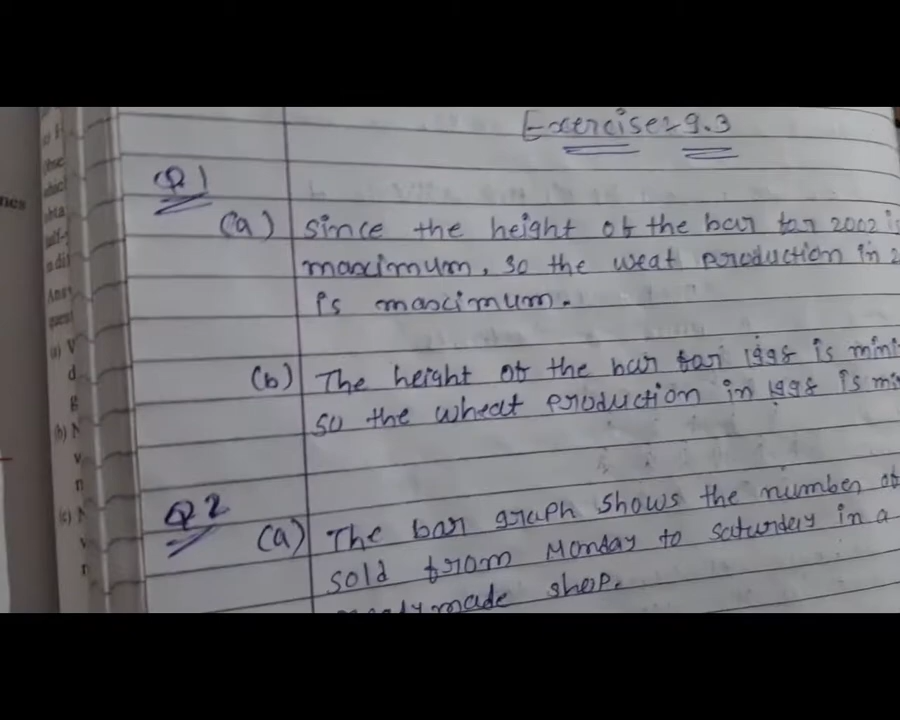 Exercise 9.3
Q1
(a) Since the height of the bar for 2002 is
maximum, so the weat production in 2
is maximum.
(b) The height of the bar for 1998 is mini
so the wheat production in 1998 is mi
Q2
(a) The bar graph shows the number of
sold from Monday to Saturday in a
made shop.